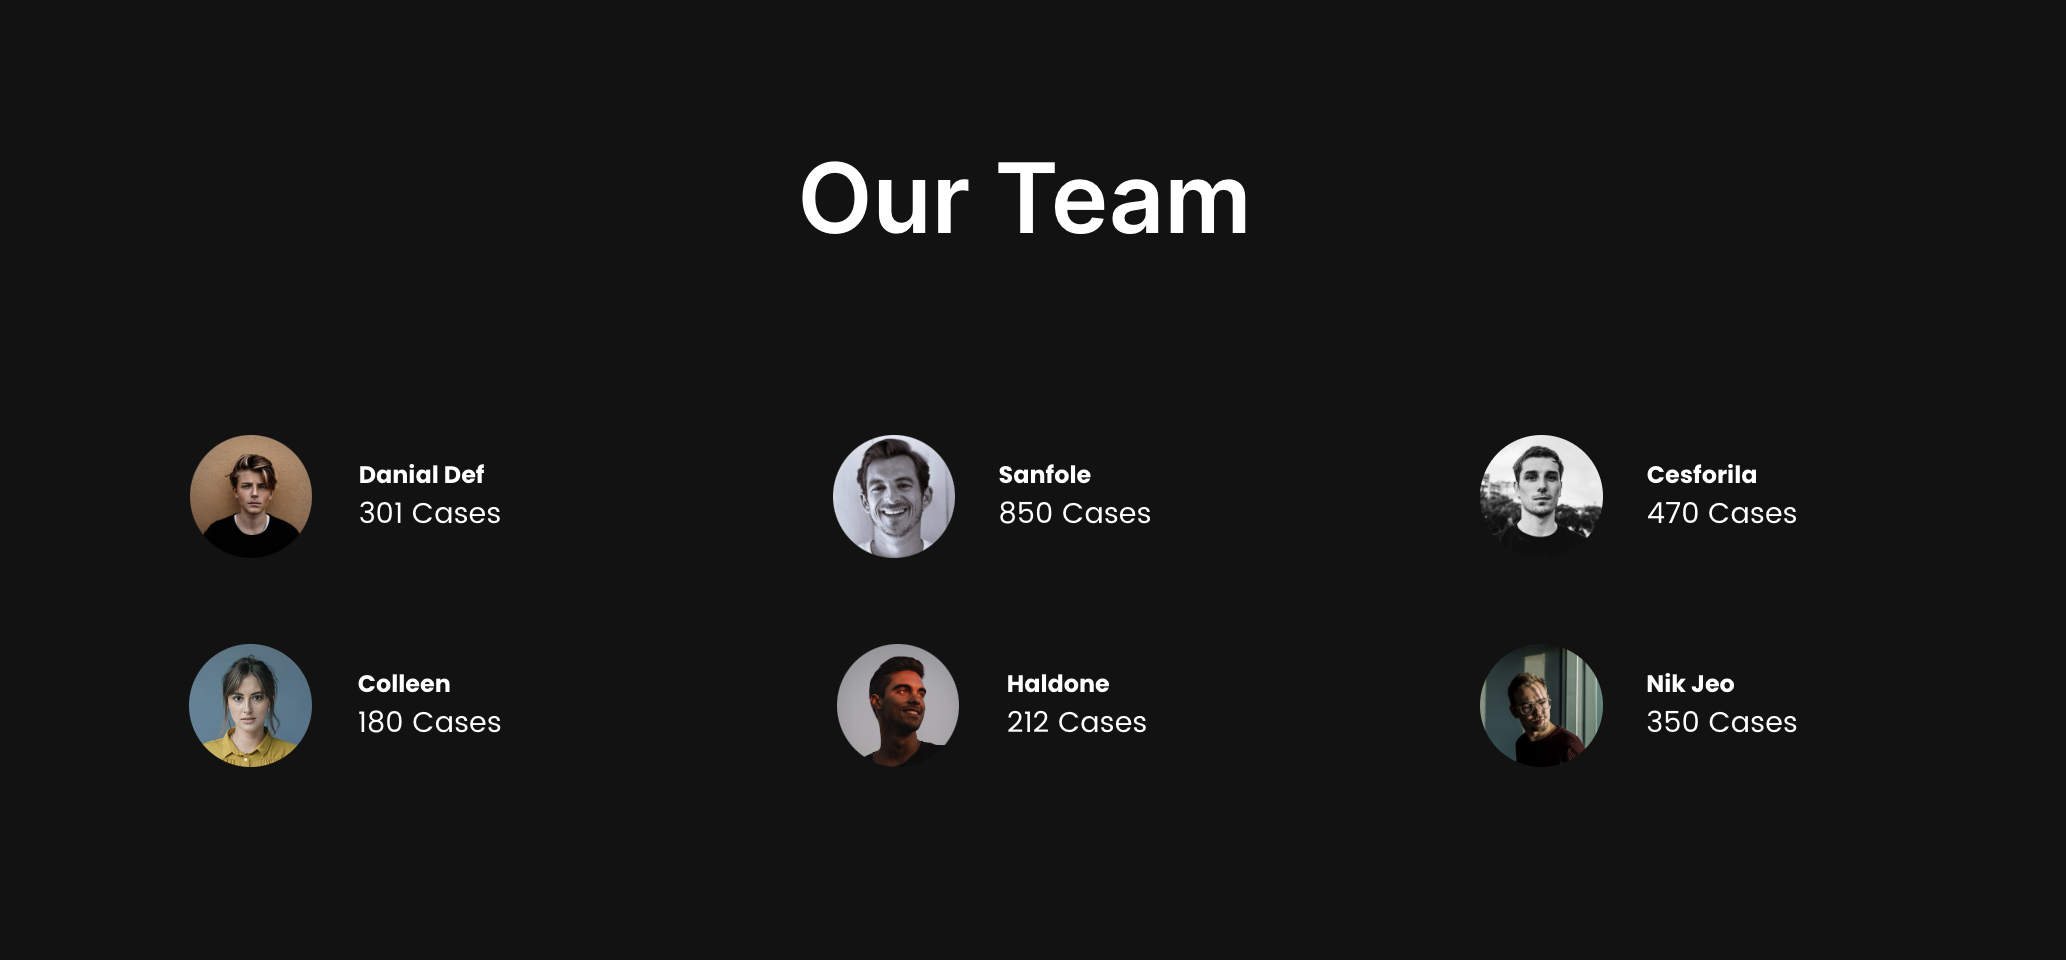 Our Team
Danial Def
301 Cases
Sanfole
850 Cases
Cesforila
470 Cases
Colleen
180 Cases
Haldone
212 Cases
Nik Jeo
350 Cases